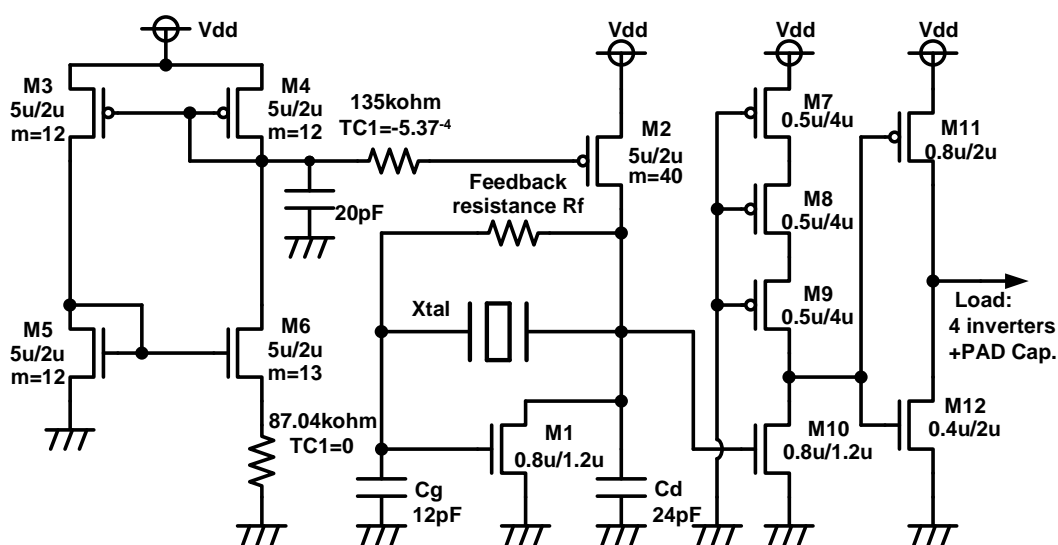 Vdd
M3
5u/2u
m=12
M4
5u/2u
m=12
135kohm
TC1=-5.37-4
20pF
M5
5u/2u
m=12
M6
5u/2u
m=13
87.04kohm
TC1=0
Vdd
M2
5u/2u
m=40
Feedback
resistance Rf
Xtal
M1
0.8u/1.2u
Cg
12pF
Cd
24pF
Vdd
M7
0.5u/4u
M8
0.5u/4u
M9
0.5u/4u
M10
0.8u/1.2u
Vdd
M11
0.8u/2u
Load:
4 inverters
+PAD Cap.
M12
0.4u/2u